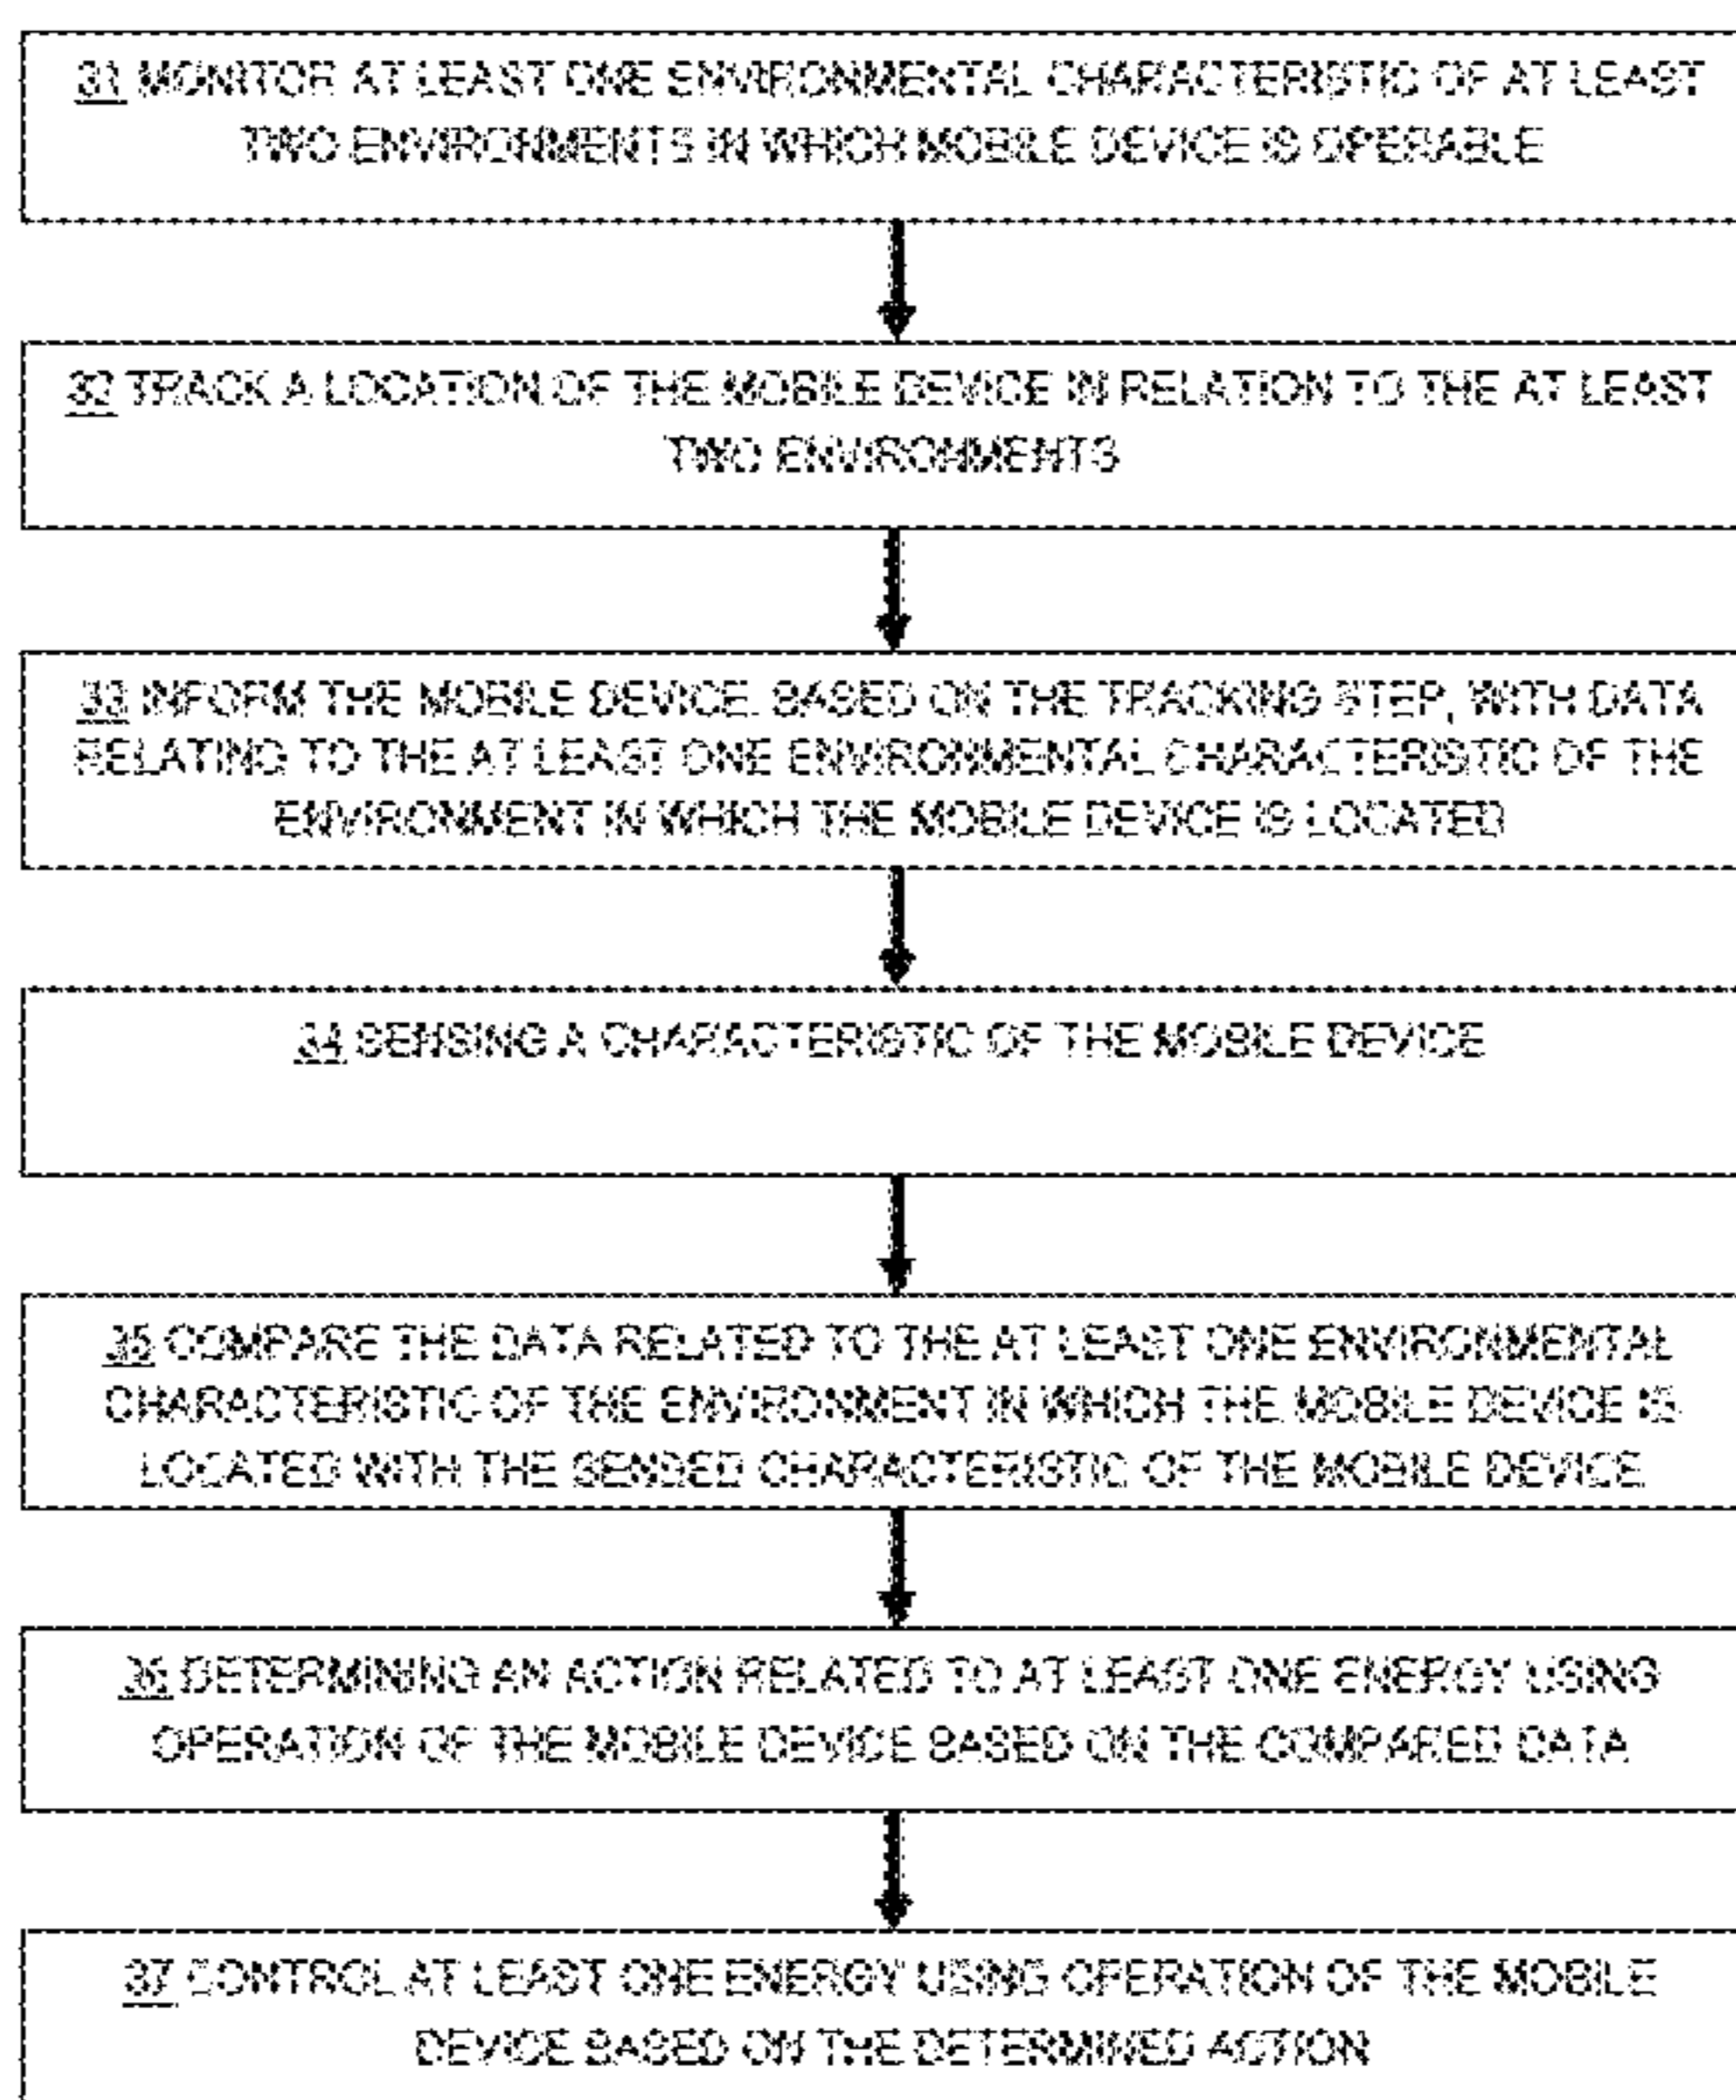 31 MONITOR AT LEAST ONE ENVIRONMENTAL CHARACTERISTIC OF AT LEAST
TWO ENVIRONMENTS IN WHICH MOBILE DEVICE IS OPERABLE
32 TRACK A LOCATION OF THE MOBILE DEVICE IN RELATION TO THE AT LEAST
TWO ENVIRONMENTS
33 INFORM THE MOBILE DEVICE, BASED ON THE TRACKING STEP, WITH DATA
RELATING TO THE AT LEAST ONE ENVIRONMENTAL CHARACTERISTIC OF THE
ENVIRONMENT IN WHICH THE MOBILE DEVICE IS LOCATED
34 SENSING A CHARACTERISTIC OF THE MOBILE DEVICE
35 COMPARE THE DATA RELATED TO THE AT LEAST ONE ENVIRONMENTAL
CHARACTERISTIC OF THE ENVIRONMENT IN WHICH THE MOBILE DEVICE IS
LOCATED WITH THE SENSED CHARACTERISTIC OF THE MOBILE DEVICE
36 DETERMINING AN ACTION RELATED TO AT LEAST ONE ENERGY USING
OPERATION OF THE MOBILE DEVICE BASED ON THE COMPARED DATA
37 CONTROL AT LEAST ONE ENERGY USING OPERATION OF THE MOBILE
DEVICE BASED ON THE DETERMINED ACTION